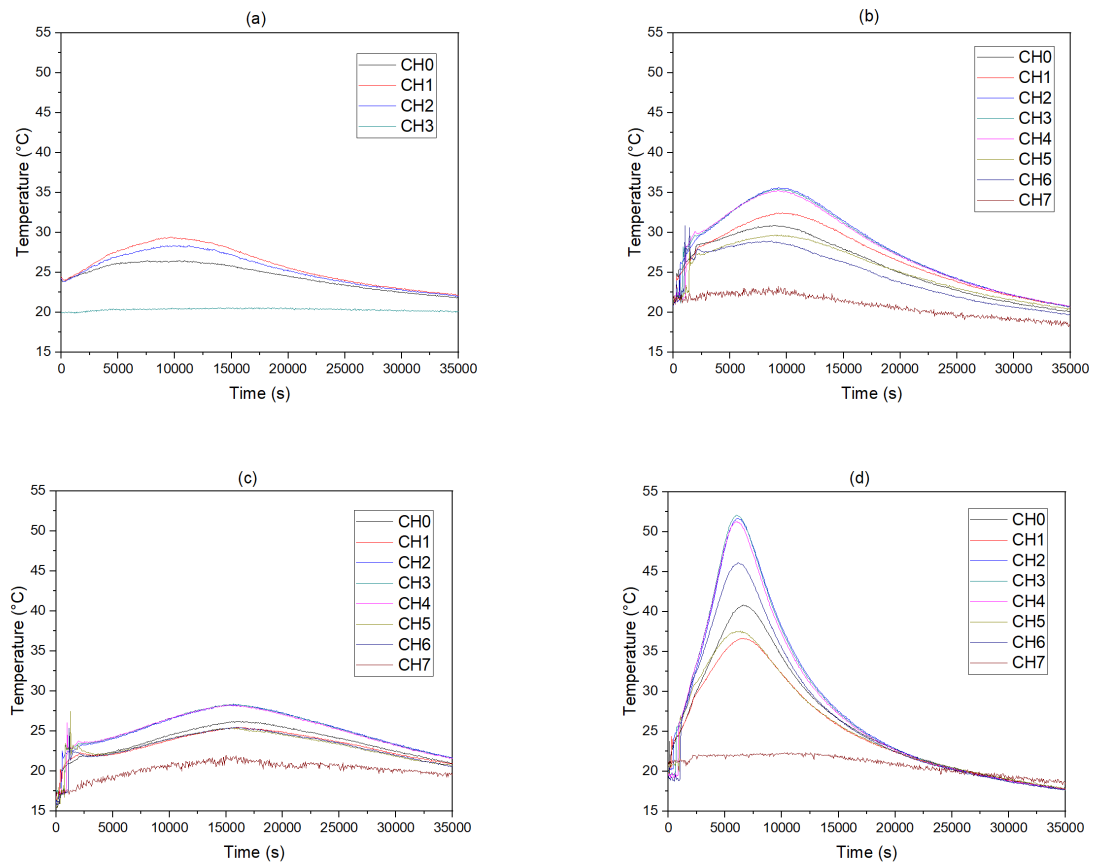 (a)
55
50
45
40
35
30
25
20
15
Temperature (°C)
0 5000 10000 15000 20000 25000 30000 35000
Time (s)
CH0
CH1
CH2
CH3
(b)
55
50
45
40
35
30
25
20
15
Temperature (°C)
0 5000 10000 15000 20000 25000 30000 35000
Time (s)
CH0
CH1
CH2
CH3
CH4
CH5
CH6
CH7
(c)
55
50
45
40
35
30
25
20
15
Temperature (°C)
0 5000 10000 15000 20000 25000 30000 35000
Time (s)
CH0
CH1
CH2
CH3
CH4
CH5
CH6
CH7
(d)
55
50
45
40
35
30
25
20
15
Temperature (°C)
0 5000 10000 15000 20000 25000 30000 35000
Time (s)
CH0
CH1
CH2
CH3
CH4
CH5
CH6
CH7